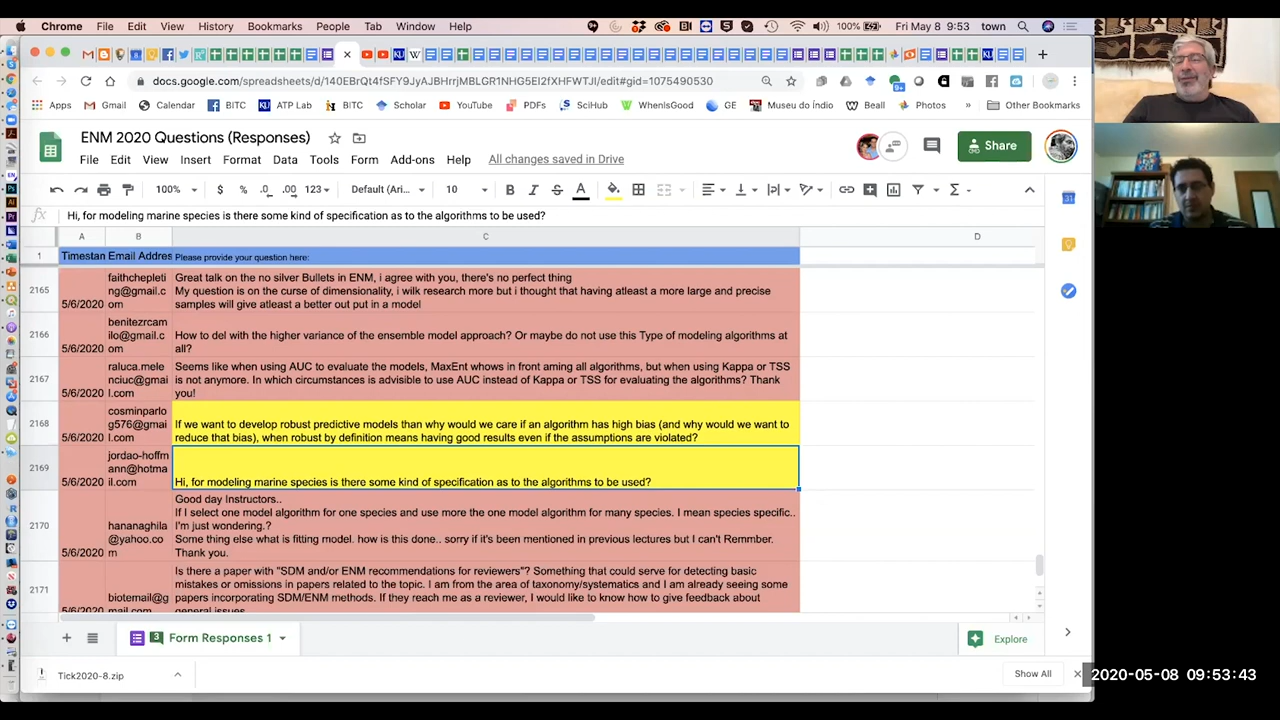 Chrome File Edit View History Bookmarks People Tab Window Help 100% Fri May 8 9:53 town
docs.google.com/spreadsheets/d/140EBrQt4fSFY9JyAJBHrrjMBLGR1NHG5EI2fXHFWTJI/edit#gid=1075490530
Apps Gmail Calendar BITC ATP Lab BITC Scholar YouTube PDFs SciHub WhenIsGood GE Museu do Índio Beall Photos » Other Bookmarks
ENM 2020 Questions (Responses)
Share
File Edit View Insert Format Data Tools Form Add-ons Help All changes saved in Drive
100% $ % .0 .00 123 Default (Ari... 10 B I S A
fx Hi, for modeling marine species is there some kind of specification as to the algorithms to be used?
A B C D
1 Timestan Email Addres Please provide your question here:
2165
5/6/2020
faithchepleti
ng@gmail.c
om
Great talk on the no silver Bullets in ENM, i agree with you, there's no perfect thing
My question is on the curse of dimensionality, i wilk research more but i thought that having atleast a more large and precise
samples will give atleast a better out put in a model
2166
5/6/2020
benitezrcam
ilo@gmail.c
om
How to del with the higher variance of the ensemble model approach? Or maybe do not use this Type of modeling algorithms at
all?
2167
5/6/2020
raluca.mele
nciuc@gmai
l.com
Seems like when using AUC to evaluate the models, MaxEnt whows in front aming all algorithms, but when using Kappa or TSS
is not anymore. In which circumstances is advisible to use AUC instead of Kappa or TSS for evaluating the algorithms? Thank
you!
2168
5/6/2020
cosminparlo
g576@gmai
l.com
If we want to develop robust predictive models than why would we care if an algorithm has high bias (and why would we want to
reduce that bias), when robust by definition means having good results even if the assumptions are violated?
2169
5/6/2020
jordao-hoffm
ann@hotma
il.com
Hi, for modeling marine species is there some kind of specification as to the algorithms to be used?
2170
5/6/2020
hananaghila
@yahoo.co
m
Good day Instructors..
If I select one model algorithm for one species and use more the one model algorithm for many species. I mean species specific..
I'm just wondering.?
Some thing else what is fitting model. how is this done.. sorry if it's been mentioned in previous lectures but I can't Remmber.
Thank you.
2171
5/6/2020
biotemail@g
mail.com
Is there a paper with "SDM and/or ENM recommendations for reviewers"? Something that could serve for detecting basic
mistakes or omissions in papers related to the topic. I am from the area of taxonomy/systematics and I am already seeing some
papers incorporating SDM/ENM methods. If they reach me as a reviewer, I would like to know how to give feedback about
general issues.
3 Form Responses 1 Explore
Tick2020-8.zip Show All
2020-05-08 09:53:43